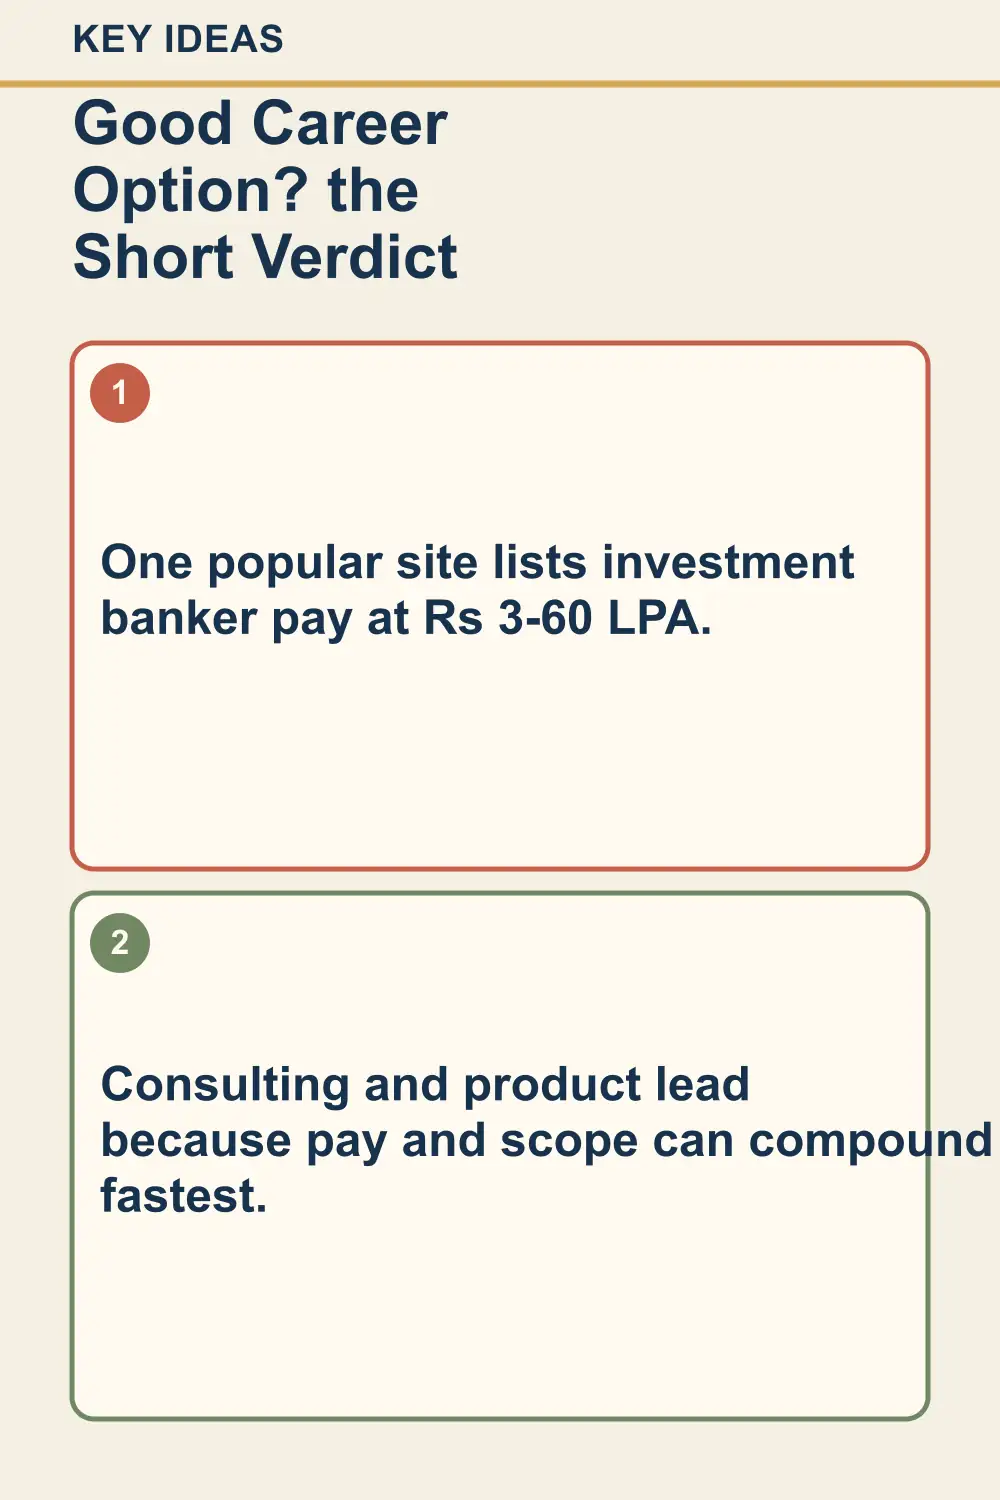 KEY IDEAS
Good Career
Option? the
Short Verdict
1
One popular site lists investment
banker pay at Rs 3-60 LPA.
2
Consulting and product lead
because pay and scope can compound
fastest.